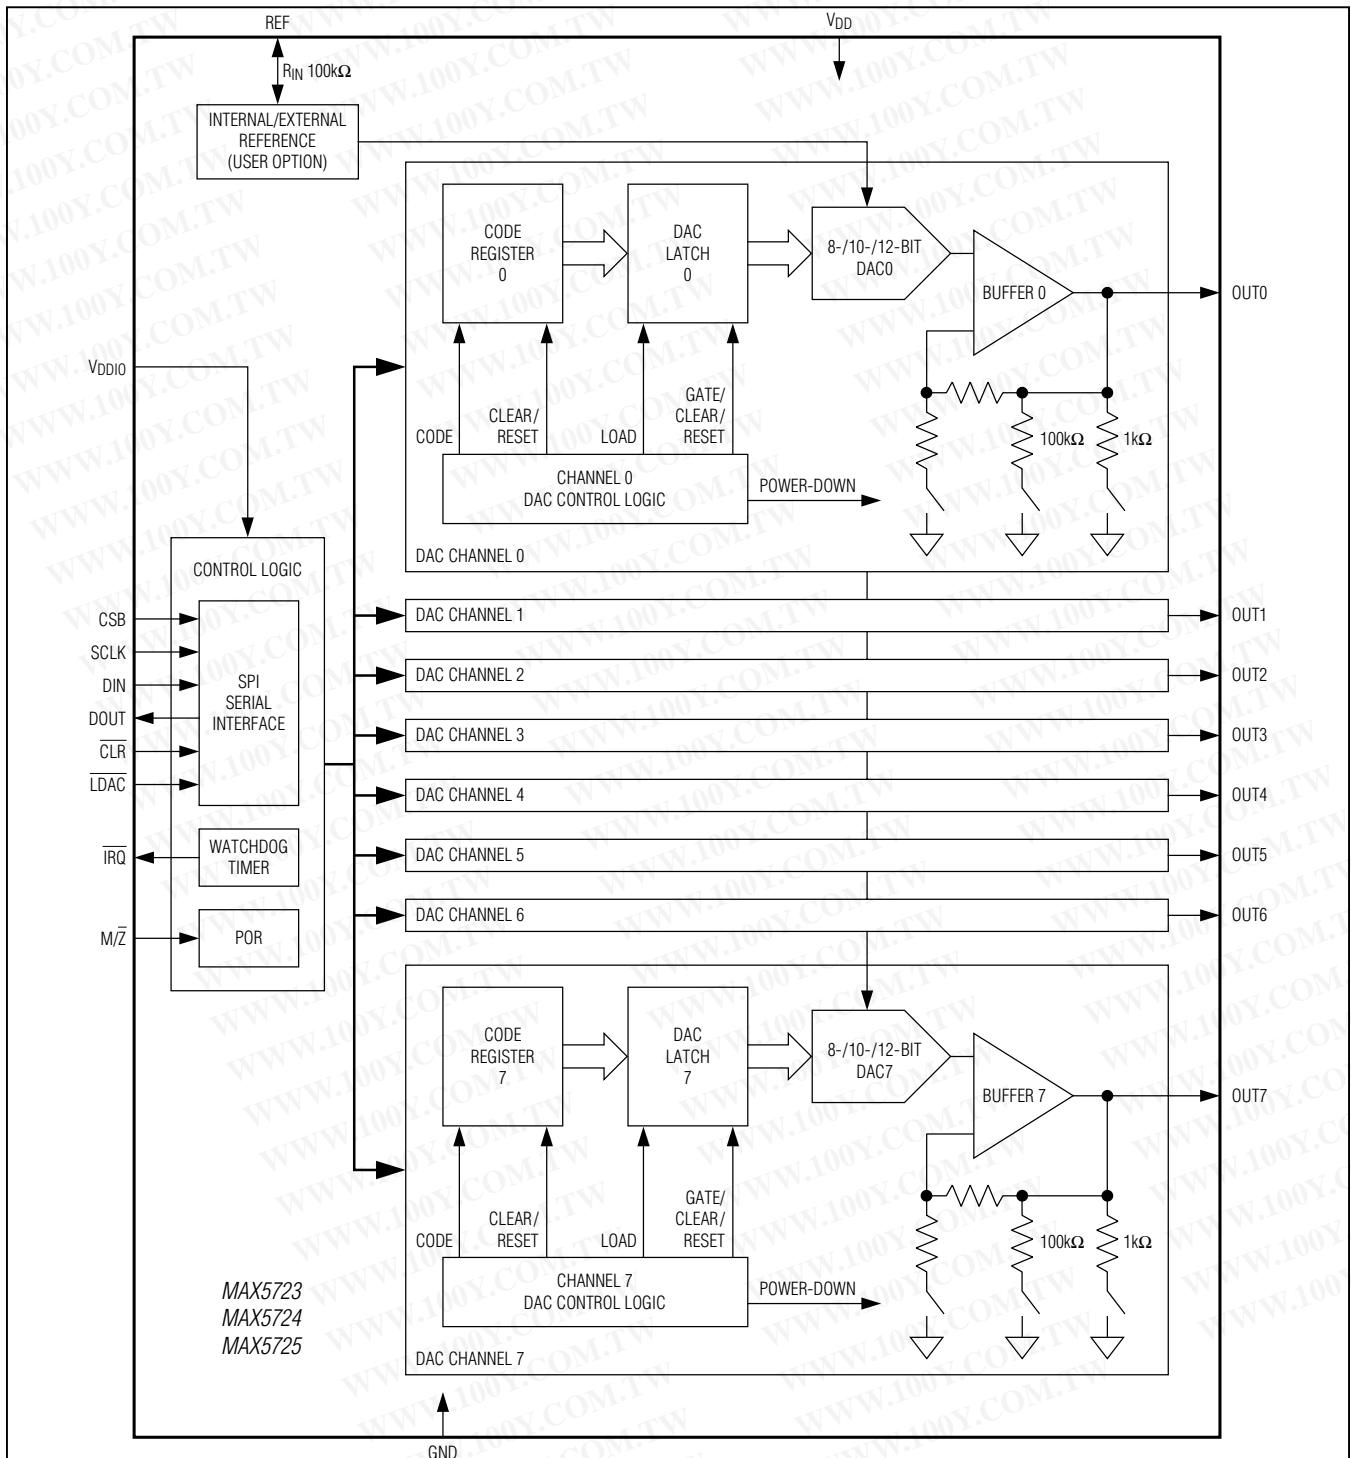 REF
VDD
RIN 100kΩ
INTERNAL/EXTERNAL
REFERENCE
(USER OPTION)
CODE
REGISTER
0
DAC
LATCH
0
8-/10-/12-BIT
DAC0
BUFFER 0
OUT0
VDDIO
CODE
CLEAR/
RESET
LOAD
GATE/
CLEAR/
RESET
100kΩ
1kΩ
CHANNEL 0
DAC CONTROL LOGIC
POWER-DOWN
DAC CHANNEL 0
CONTROL LOGIC
CSB
SCLK
DIN
DOUT
C̅L̅R̅
L̅D̅A̅C̅
SPI
SERIAL
INTERFACE
I̅R̅Q̅
WATCHDOG
TIMER
M/Z̅
POR
DAC CHANNEL 1
OUT1
DAC CHANNEL 2
OUT2
DAC CHANNEL 3
OUT3
DAC CHANNEL 4
OUT4
DAC CHANNEL 5
OUT5
DAC CHANNEL 6
OUT6
CODE
REGISTER
7
DAC
LATCH
7
8-/10-/12-BIT
DAC7
BUFFER 7
OUT7
CODE
CLEAR/
RESET
LOAD
GATE/
CLEAR/
RESET
100kΩ
1kΩ
CHANNEL 7
DAC CONTROL LOGIC
POWER-DOWN
DAC CHANNEL 7
MAX5723
MAX5724
MAX5725
GND
WWW.100Y.COM.TW